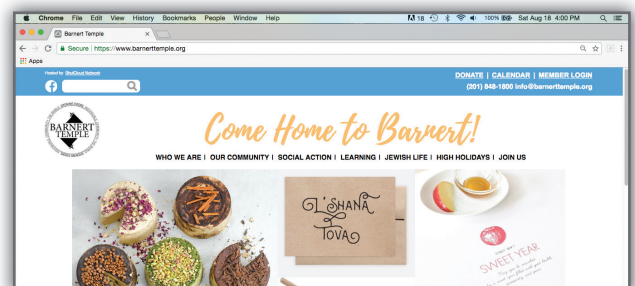 Chrome File Edit View History Bookmarks People Window Help 18 100% Sat Aug 18 4:00 PM
Barnert Temple
Secure | https://www.barnerttemple.org
Apps
Hosted by ShulCloud Network
DONATE | CALENDAR | MEMBER LOGIN
(201) 848-1800 info@barnerttemple.org
BARNERT
TEMPLE
Come Home to Barnert!
WHO WE ARE | OUR COMMUNITY | SOCIAL ACTION | LEARNING | JEWISH LIFE | HIGH HOLIDAYS | JOIN US
L'SHANA
TOVA
SWEET YEAR